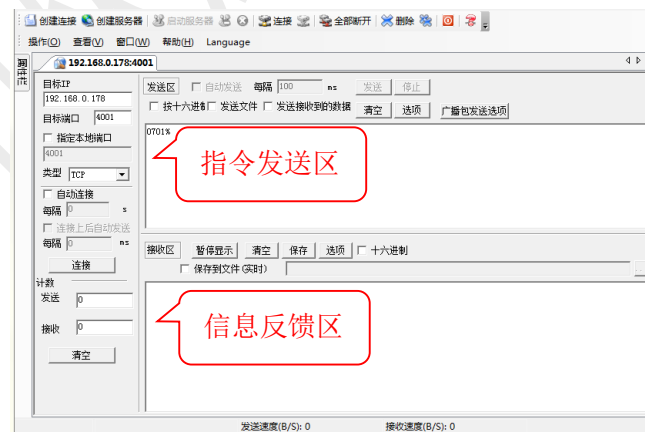 创建连接 创建服务器 启动服务器 连接 全部断开 删除
操作(O) 查看(V) 窗口(W) 帮助(H) Language
192.168.0.178:4001
目标IP
192.168.0.178
目标端口 4001
指定本地端口
4001
类型 TCP
自动连接
每隔 0 s
连接上后自动发送
每隔 0 ms
连接
计数
发送 0
接收 0
清空
发送区 自动发送 每隔 100 ms 发送 停止
按十六进制 发送文件 发送接收到的数据 清空 选项 广播包发送选项
0701%
指令发送区
接收区 暂停显示 清空 保存 选项 十六进制
保存到文件(实时)
信息反馈区
发送速度(B/S): 0 接收速度(B/S): 0